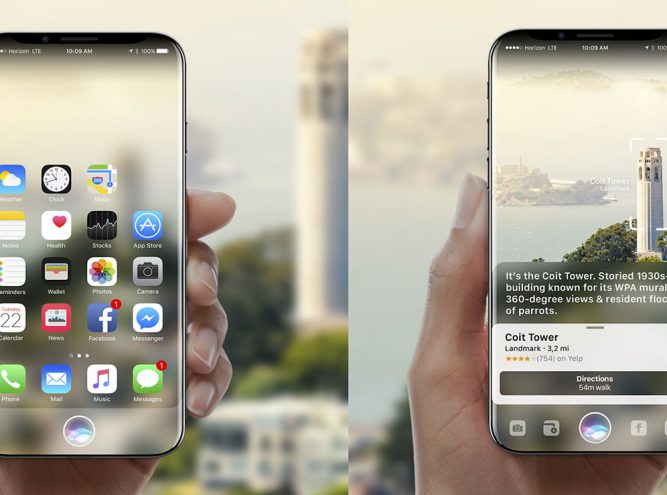 Horizon LTE
10:09 AM
100%
Weather
Clock
Maps
Notes
Health
Stocks
App Store
Reminders
Wallet
Photos
Camera
Tuesday
22
Calendar
News
1
Facebook
Messenger
Phone
Mail
Music
1
Messages
Horizon LTE
10:09 AM
100%
Coit Tower
Landmark
It's the Coit Tower. Storied 1930s-
building known for its WPA mural
360-degree views & resident floc
of parrots.
Coit Tower
Landmark · 3,2 mi
(754) on Yelp
Directions
54m walk